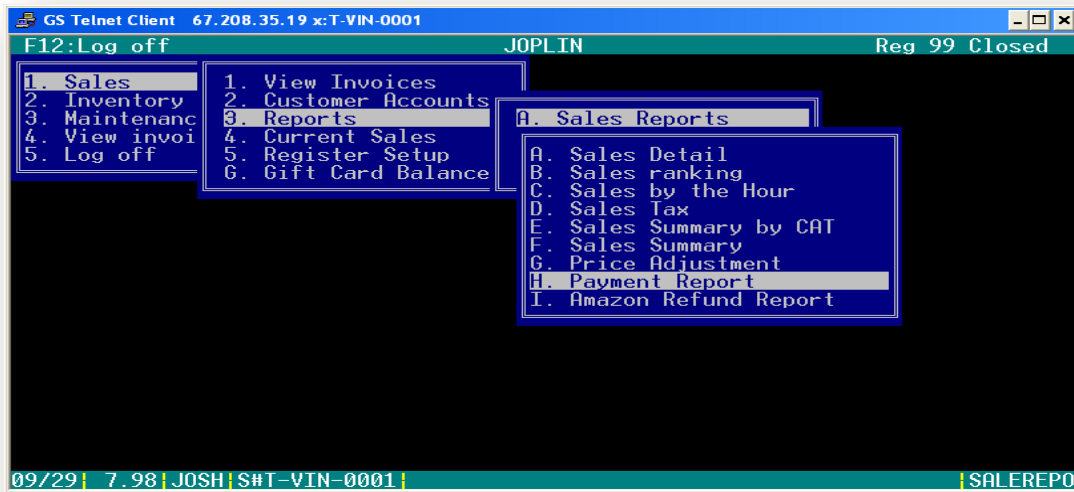 GS Telnet Client 67.208.35.19 x:T-VIN-0001
F12:Log off JOPLIN Reg 99 Closed
1. Sales
2. Inventory
3. Maintenanc
4. View invoi
5. Log off
1. View Invoices
2. Customer Accounts
3. Reports
4. Current Sales
5. Register Setup
G. Gift Card Balance
A. Sales Reports
A. Sales Detail
B. Sales ranking
C. Sales by the Hour
D. Sales Tax
E. Sales Summary by CAT
F. Sales Summary
G. Price Adjustment
H. Payment Report
I. Amazon Refund Report
09/29| 7.98|JOSH|S#T-VIN-0001| |SALEREPO